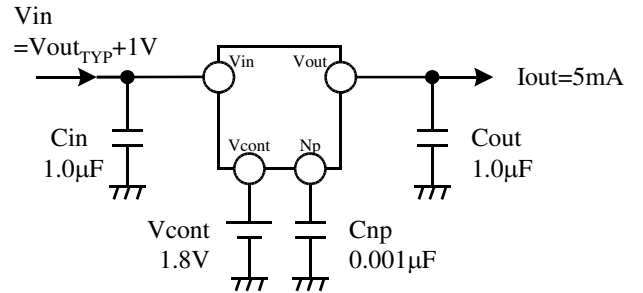 Vin
=VoutTYP+1V
Vin
Vout
Iout=5mA
Cin
1.0μF
Vcont
Np
Cout
1.0μF
Vcont
1.8V
Cnp
0.001μF